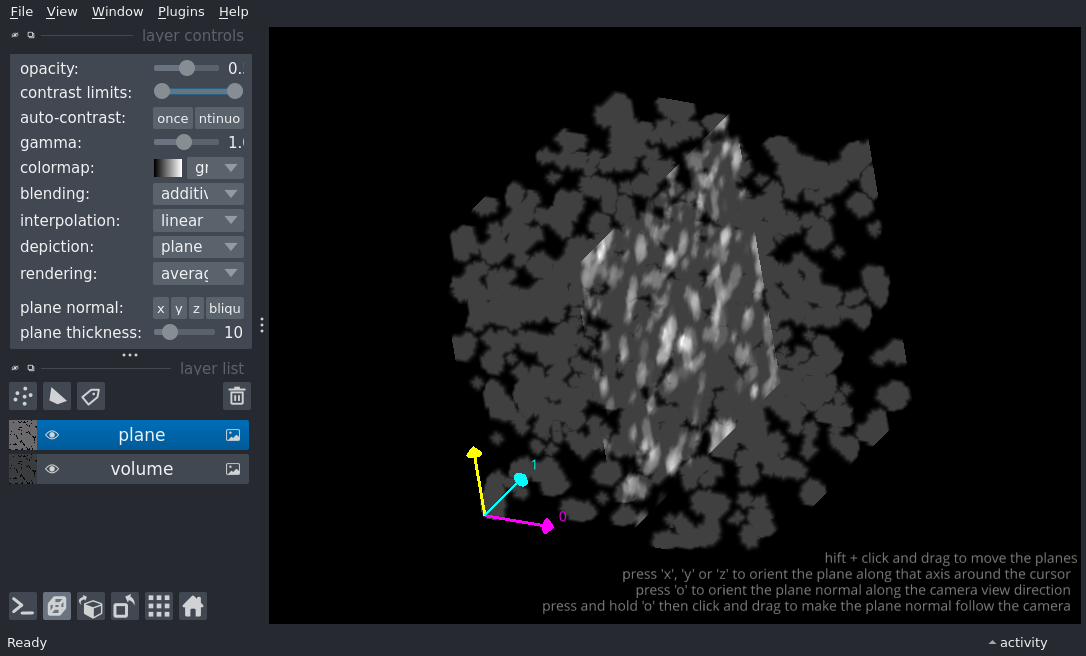 File View Window Plugins Help
layer controls
opacity: 0.
contrast limits:
auto-contrast: once ntinuo
gamma: 1.
colormap: gr
blending: additiv
interpolation: linear
depiction: plane
rendering: averag
plane normal: x y z bliqu
plane thickness: 10
layer list
plane
volume
1
0
hift + click and drag to move the planes
press 'x', 'y' or 'z' to orient the plane along that axis around the cursor
press 'o' to orient the plane normal along the camera view direction
press and hold 'o' then click and drag to make the plane normal follow the camera
Ready
activity